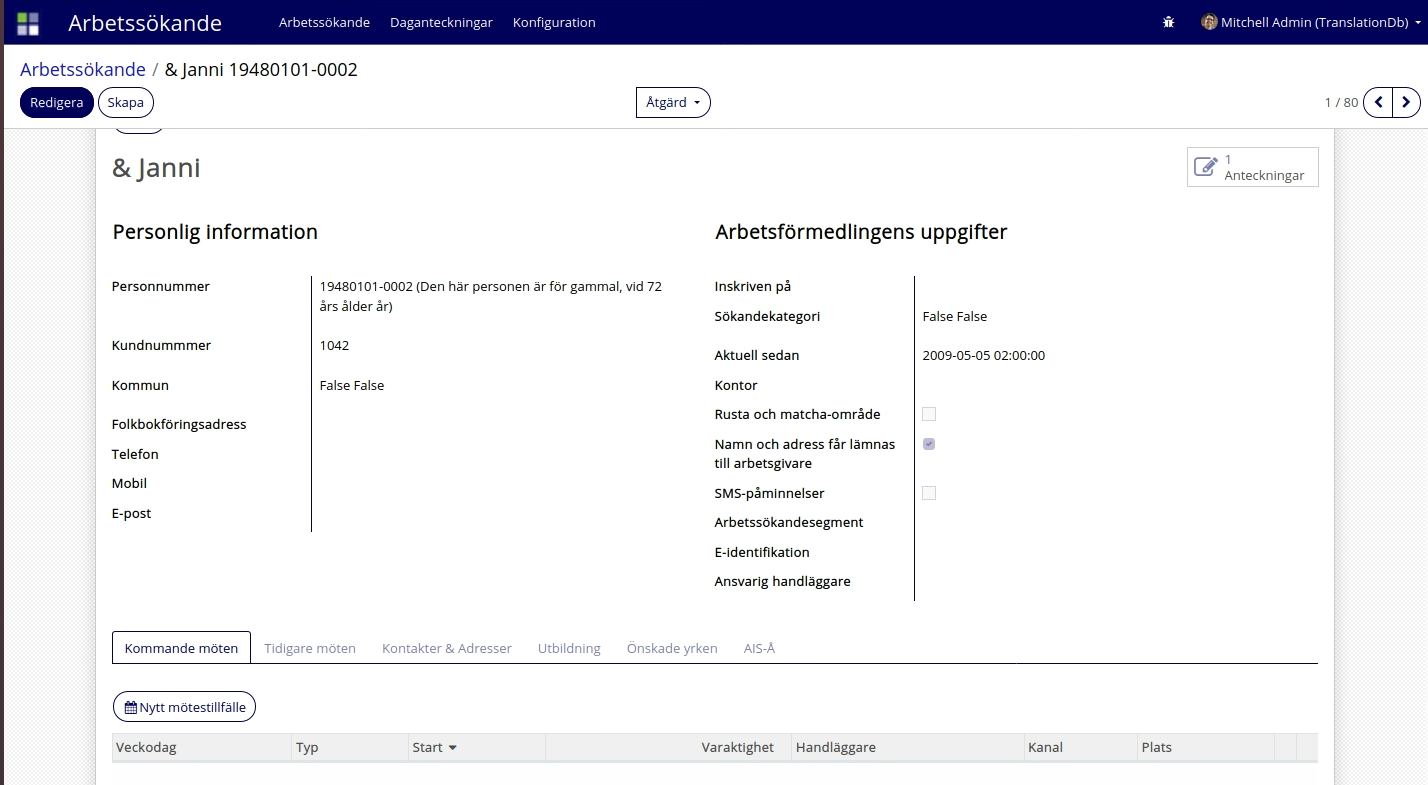 Arbetssökande Arbetssökande Daganteckningar Konfiguration Mitchell Admin (TranslationDb)
Arbetssökande / & Janni 19480101-0002
Redigera Skapa Åtgärd 1 / 80
& Janni
1
Anteckningar
Personlig information
Personnummer 19480101-0002 (Den här personen är för gammal, vid 72
års ålder år)
Kundnummmer 1042
Kommun False False
Folkbokföringsadress
Telefon
Mobil
E-post
Arbetsförmedlingens uppgifter
Inskriven på
Sökandekategori False False
Aktuell sedan 2009-05-05 02:00:00
Kontor
Rusta och matcha-område
Namn och adress får lämnas
till arbetsgivare
SMS-påminnelser
Arbetssökandesegment
E-identifikation
Ansvarig handläggare
Kommande möten Tidigare möten Kontakter & Adresser Utbildning Önskade yrken AIS-Å
Nytt mötestillfälle
Veckodag Typ Start Varaktighet Handläggare Kanal Plats